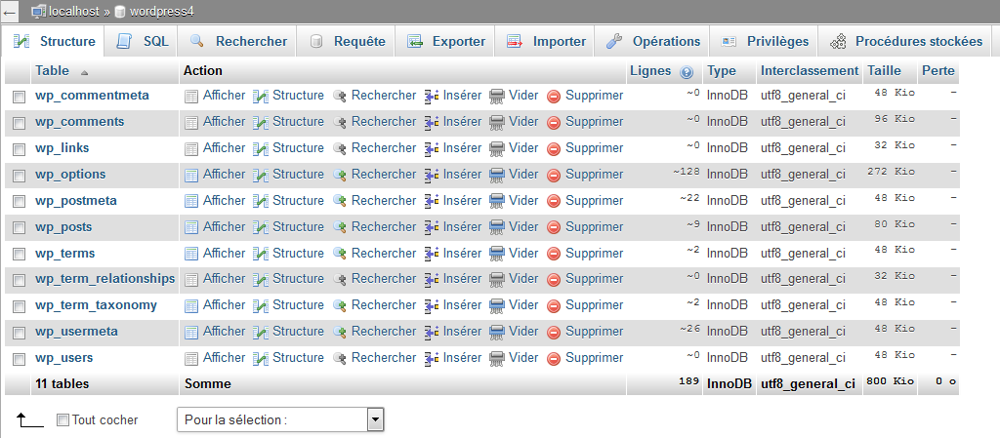 localhost » wordpress4
Structure SQL Rechercher Requête Exporter Importer Opérations Privilèges Procédures stockées
Table Action Lignes Type Interclassement Taille Perte
wp_commentmeta Afficher Structure Rechercher Insérer Vider Supprimer ~0 InnoDB utf8_general_ci 48 Kio -
wp_comments Afficher Structure Rechercher Insérer Vider Supprimer ~0 InnoDB utf8_general_ci 96 Kio -
wp_links Afficher Structure Rechercher Insérer Vider Supprimer ~0 InnoDB utf8_general_ci 32 Kio -
wp_options Afficher Structure Rechercher Insérer Vider Supprimer ~128 InnoDB utf8_general_ci 272 Kio -
wp_postmeta Afficher Structure Rechercher Insérer Vider Supprimer ~22 InnoDB utf8_general_ci 48 Kio -
wp_posts Afficher Structure Rechercher Insérer Vider Supprimer ~9 InnoDB utf8_general_ci 80 Kio -
wp_terms Afficher Structure Rechercher Insérer Vider Supprimer ~2 InnoDB utf8_general_ci 48 Kio -
wp_term_relationships Afficher Structure Rechercher Insérer Vider Supprimer ~0 InnoDB utf8_general_ci 32 Kio -
wp_term_taxonomy Afficher Structure Rechercher Insérer Vider Supprimer ~2 InnoDB utf8_general_ci 48 Kio -
wp_usermeta Afficher Structure Rechercher Insérer Vider Supprimer ~26 InnoDB utf8_general_ci 48 Kio -
wp_users Afficher Structure Rechercher Insérer Vider Supprimer ~0 InnoDB utf8_general_ci 48 Kio -
11 tables Somme 189 InnoDB utf8_general_ci 800 Kio 0 o
Tout cocher Pour la sélection :